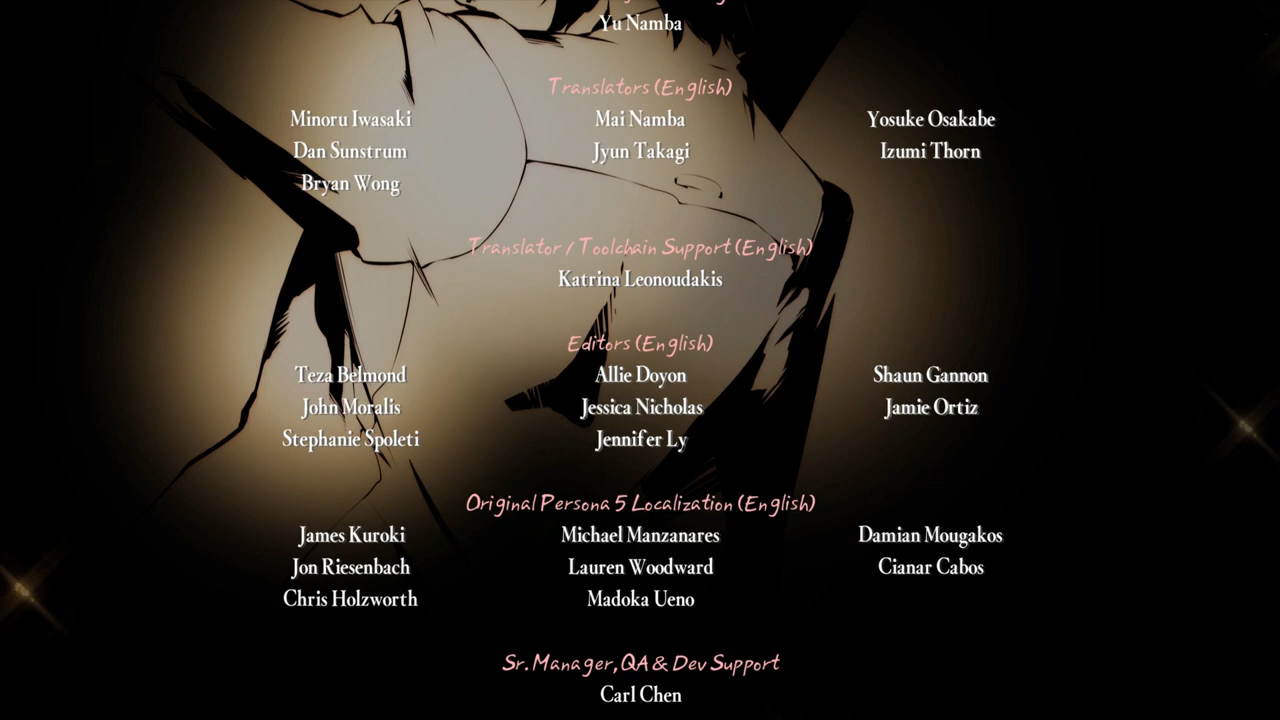 Yu Namba
Translators (English)
Minoru Iwasaki Mai Namba Yosuke Osakabe
Dan Sunstrum Jyun Takagi Izumi Thorn
Bryan Wong
Translator / Toolchain Support (English)
Katrina Leonoudakis
Editors (English)
Teza Belmond Allie Doyon Shaun Gannon
John Moralis Jessica Nicholas Jamie Ortiz
Stephanie Spoleti Jennifer Ly
Original Persona 5 Localization (English)
James Kuroki Michael Manzanares Damian Mougakos
Jon Riesenbach Lauren Woodward Cianar Cabos
Chris Holzworth Madoka Ueno
Sr. Manager, QA & Dev Support
Carl Chen